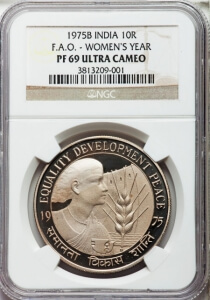 1975B INDIA 10R
F.A.O. - WOMEN'S YEAR
PF 69 ULTRA CAMEO
3813209-001
NGC
EQUALITY DEVELOPMENT PEACE
19 75
समानता विकास शान्ति